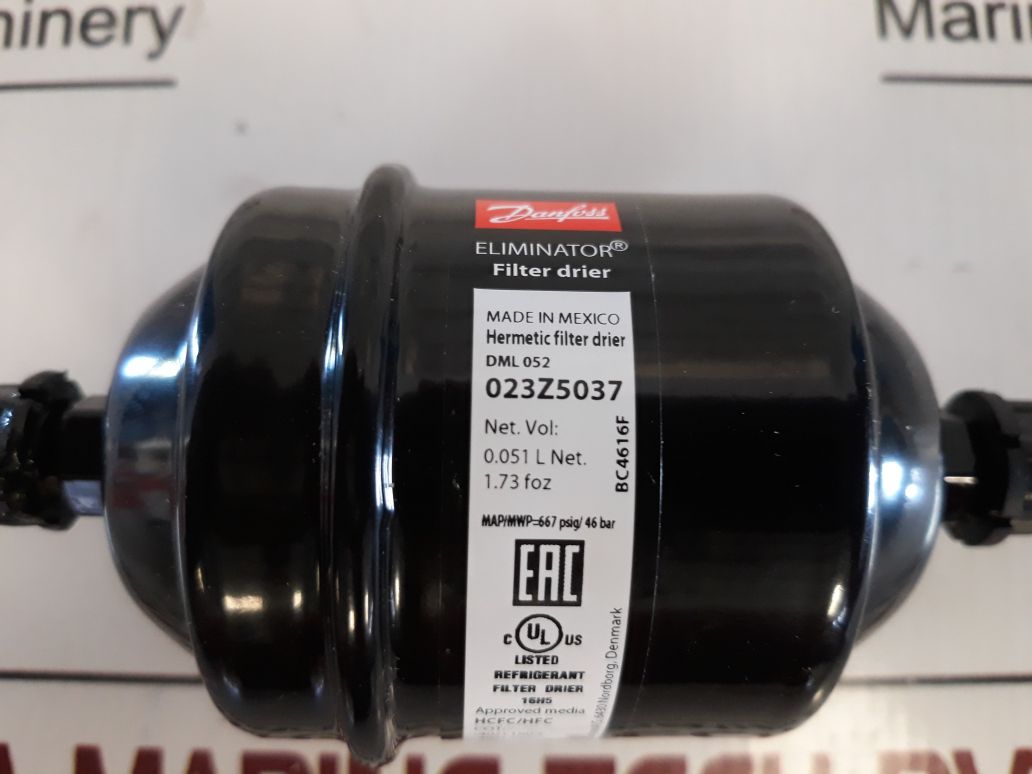 hinery
Mari
Danfoss
ELIMINATOR®
Filter drier
MADE IN MEXICO
Hermetic filter drier
DML 052
023Z5037
Net. Vol:
0.051 L Net.
1.73 foz
BC4616F
MAP/MWP=667 psig/ 46 bar
EAC
C UL US
LISTED
REFRIGERANT
FILTER DRIER
16H5
Approved media
HCFC/HFC
Nordborg, Denmark